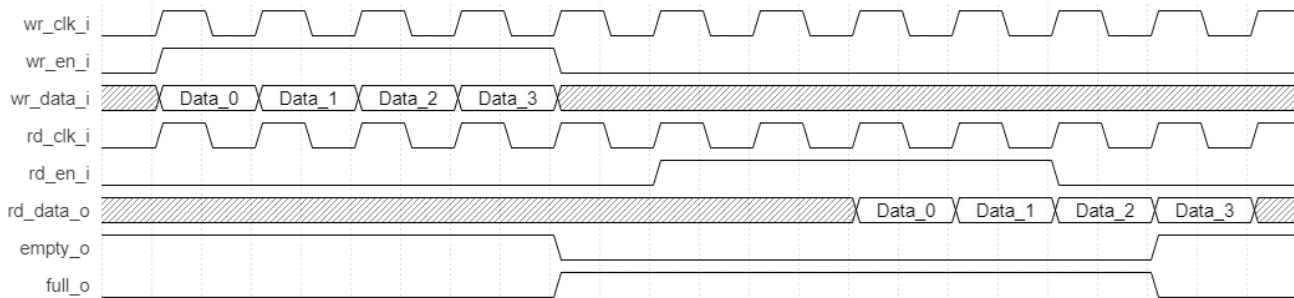 wr_clk_i
wr_en_i
wr_data_i Data_0 Data_1 Data_2 Data_3
rd_clk_i
rd_en_i
rd_data_o Data_0 Data_1 Data_2 Data_3
empty_o
full_o